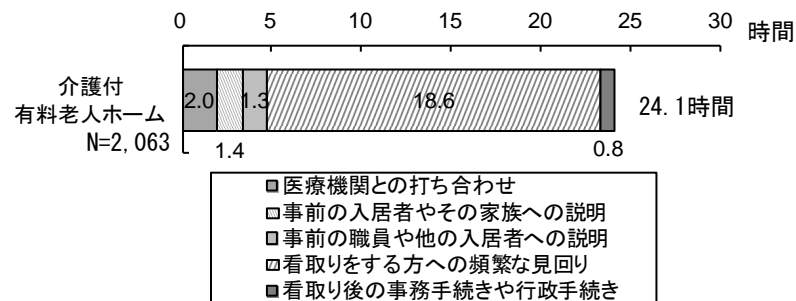 0 5 10 15 20 25 30 時間
介護付
有料老人ホーム
N=2,063
2.0 1.3 18.6 24.1時間
1.4 0.8
医療機関との打ち合わせ
事前の入居者やその家族への説明
事前の職員や他の入居者への説明
看取りをする方への頻繁な見回り
看取り後の事務手続きや行政手続き